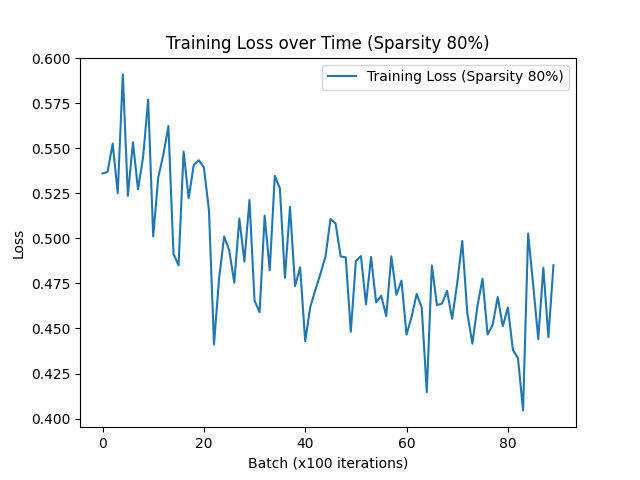 Training Loss over Time (Sparsity 80%)
Training Loss (Sparsity 80%)
0.600
0.575
0.550
0.525
0.500
0.475
0.450
0.425
0.400
Loss
0 20 40 60 80
Batch (x100 iterations)